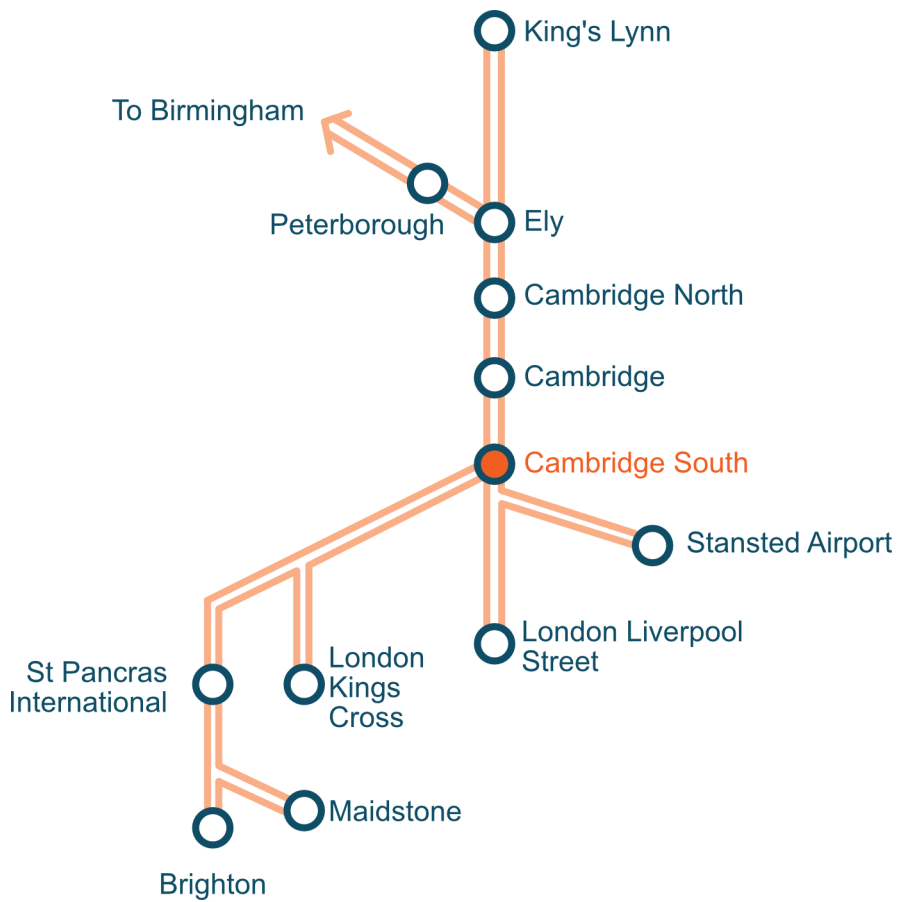 King's Lynn
To Birmingham
Peterborough
Ely
Cambridge North
Cambridge
Cambridge South
Stansted Airport
London Liverpool
Street
St Pancras
International
London
Kings
Cross
Maidstone
Brighton